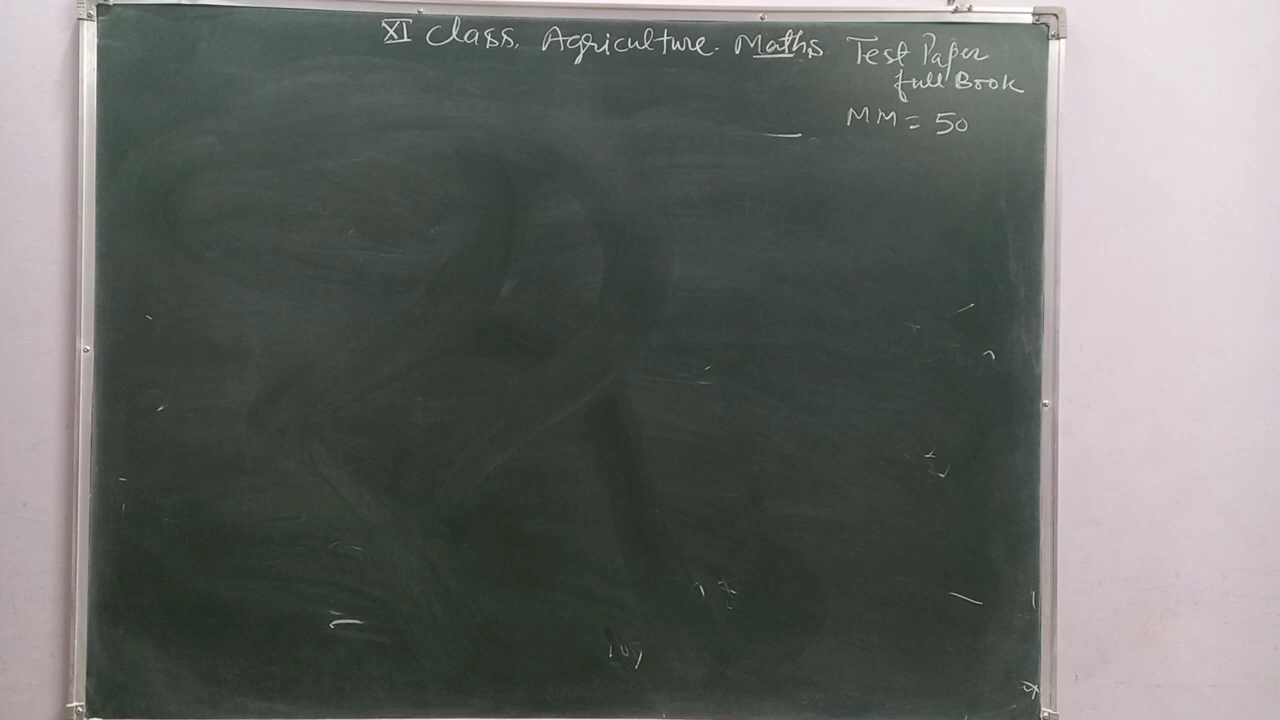 XI Class. Agriculture. Maths Test Paper
full Book
MM = 50